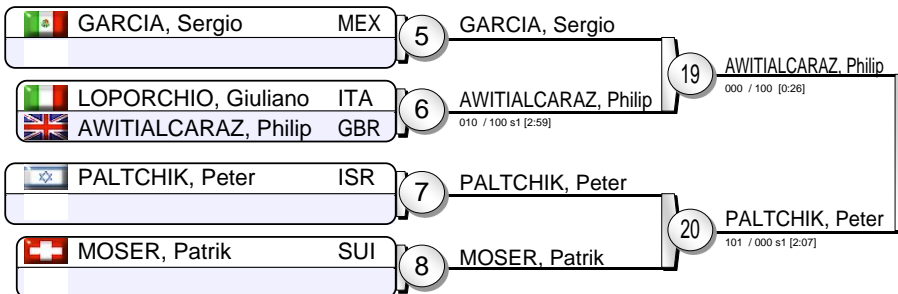 GARCIA, Sergio MEX
5
GARCIA, Sergio
LOPORCHIO, Giuliano ITA
AWITIALCARAZ, Philip GBR
6
AWITIALCARAZ, Philip
010 / 100 s1 [2:59]
19
AWITIALCARAZ, Philip
000 / 100 [0:26]
PALTCHIK, Peter ISR
7
PALTCHIK, Peter
MOSER, Patrik SUI
8
MOSER, Patrik
20
PALTCHIK, Peter
101 / 000 s1 [2:07]